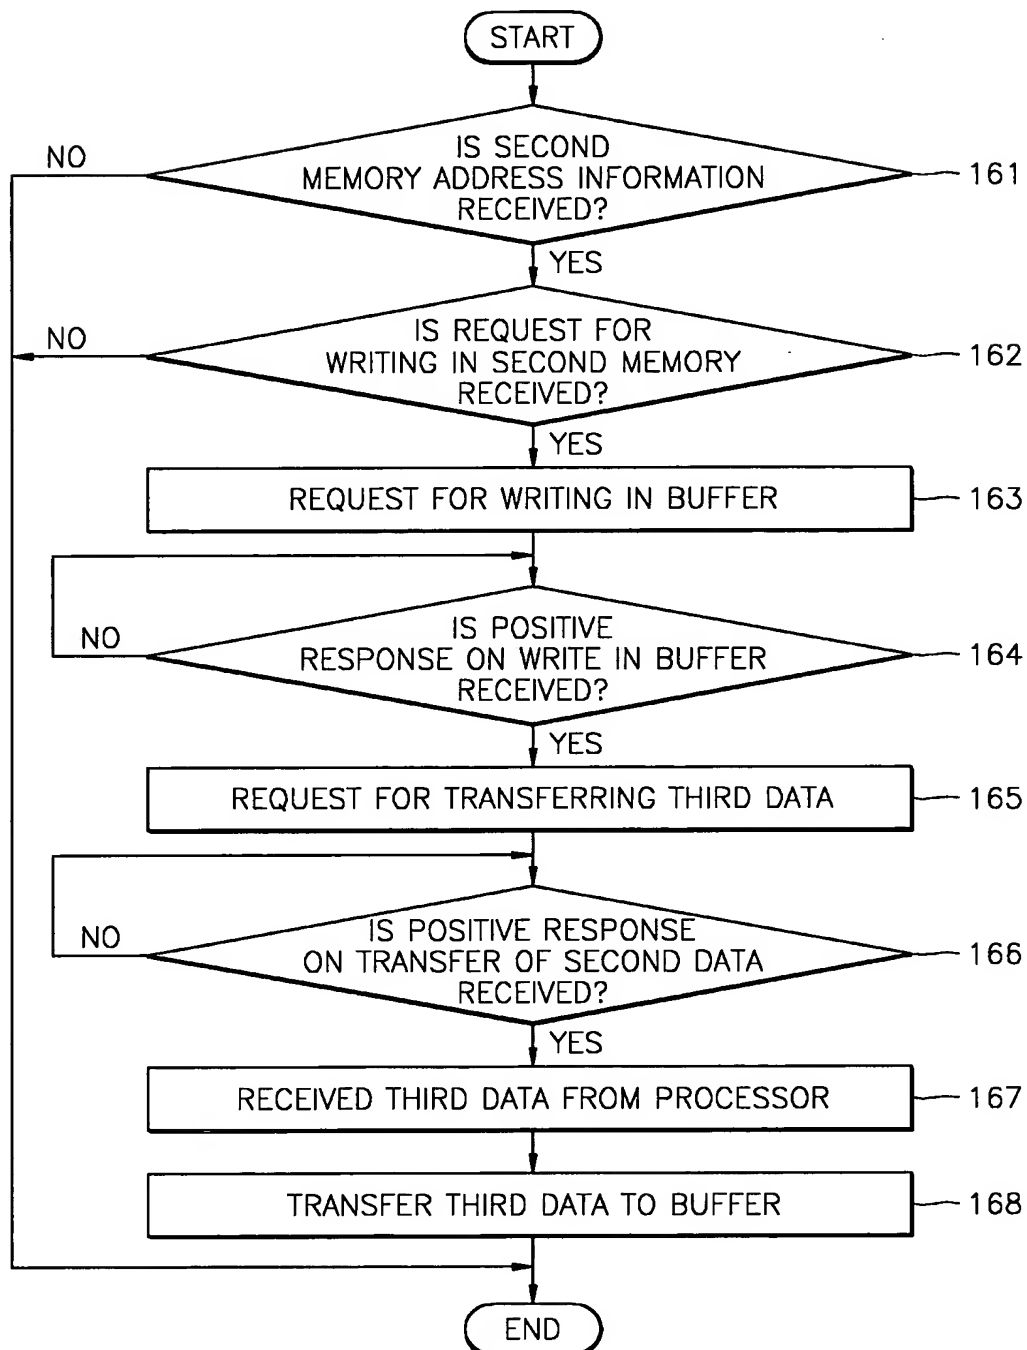 START
IS SECOND
MEMORY ADDRESS INFORMATION
RECEIVED?
161
NO
YES
IS REQUEST FOR
WRITING IN SECOND MEMORY
RECEIVED?
162
NO
YES
REQUEST FOR WRITING IN BUFFER
163
IS POSITIVE
RESPONSE ON WRITE IN BUFFER
RECEIVED?
164
NO
YES
REQUEST FOR TRANSFERRING THIRD DATA
165
IS POSITIVE RESPONSE
ON TRANSFER OF SECOND DATA
RECEIVED?
166
NO
YES
RECEIVED THIRD DATA FROM PROCESSOR
167
TRANSFER THIRD DATA TO BUFFER
168
END